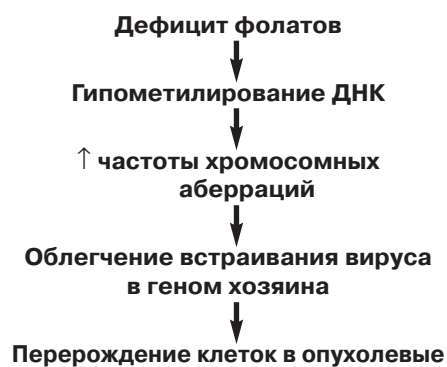 Дефицит фолатов
Гипометилирование ДНК
↑ частоты хромосомных
аберраций
Облегчение встраивания вируса
в геном хозяина
Перерождение клеток в опухолевые